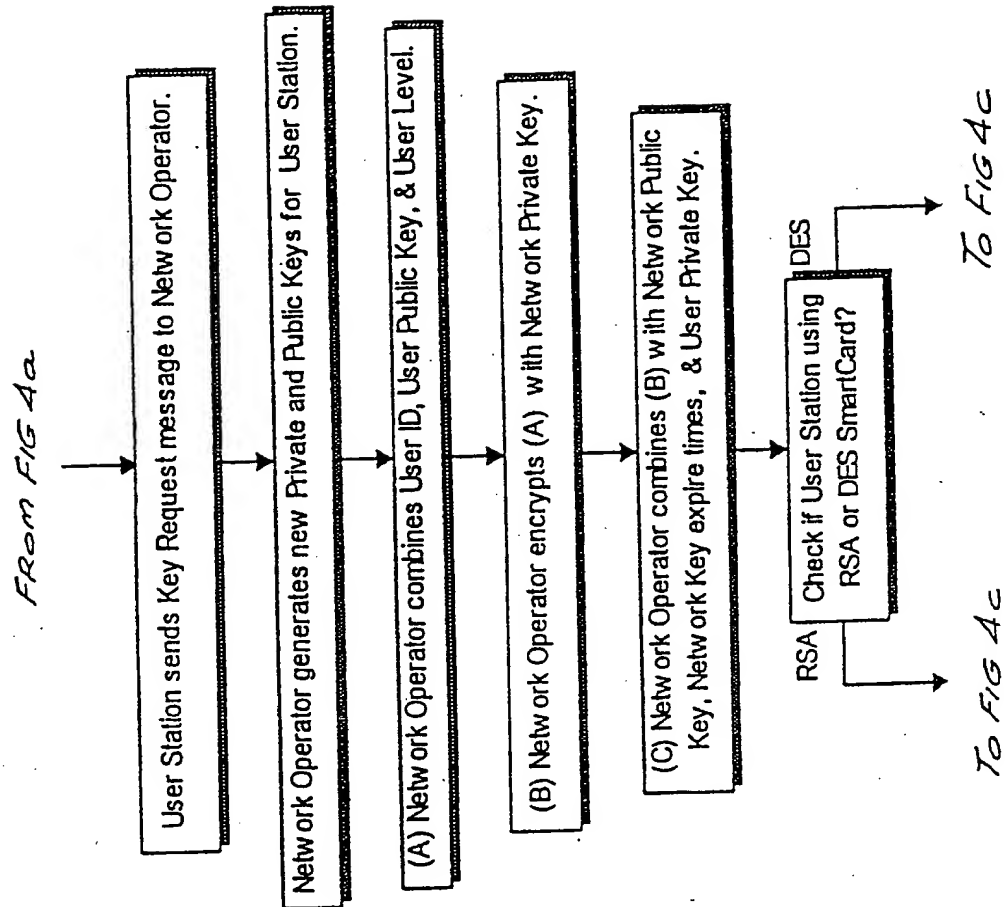 FROM FIG 4a
User Station sends Key Request message to Network Operator.
Network Operator generates new Private and Public Keys for User Station.
(A) Network Operator combines User ID, User Public Key, & User Level.
(B) Network Operator encrypts (A) with Network Private Key.
(C) Network Operator combines (B) with Network Public
Key, Network Key expire times, & User Private Key.
RSA
Check if User Station using
RSA or DES SmartCard?
DES
TO FIG 4c
TO FIG 4c